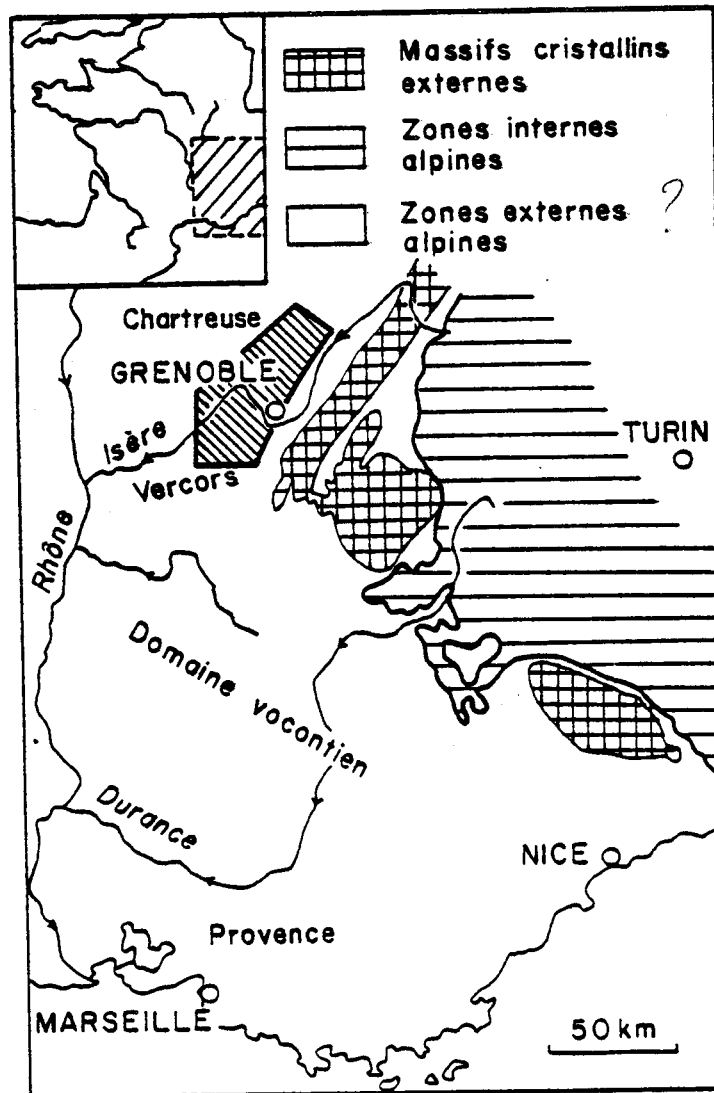 Massifs cristallins
externes
Zones internes
alpines
Zones externes
alpines
?
Chartreuse
GRENOBLE
TURIN
Isère
Vercors
Rhône
Domaine vocontien
Durance
NICE
Provence
MARSEILLE
50 km